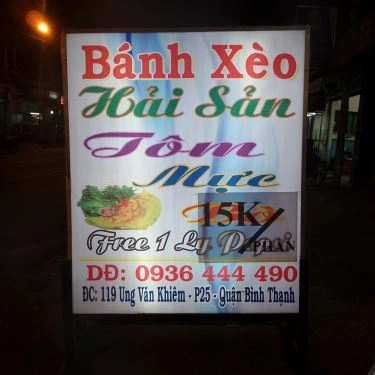 Bánh Xèo
Hải Sản
Tôm
Mực
15K/PHẦN
Free 1 Ly
DĐ: 0936 444 490
ĐC: 119 Ung Văn Khiêm - P25 - Quận Bình Thạnh